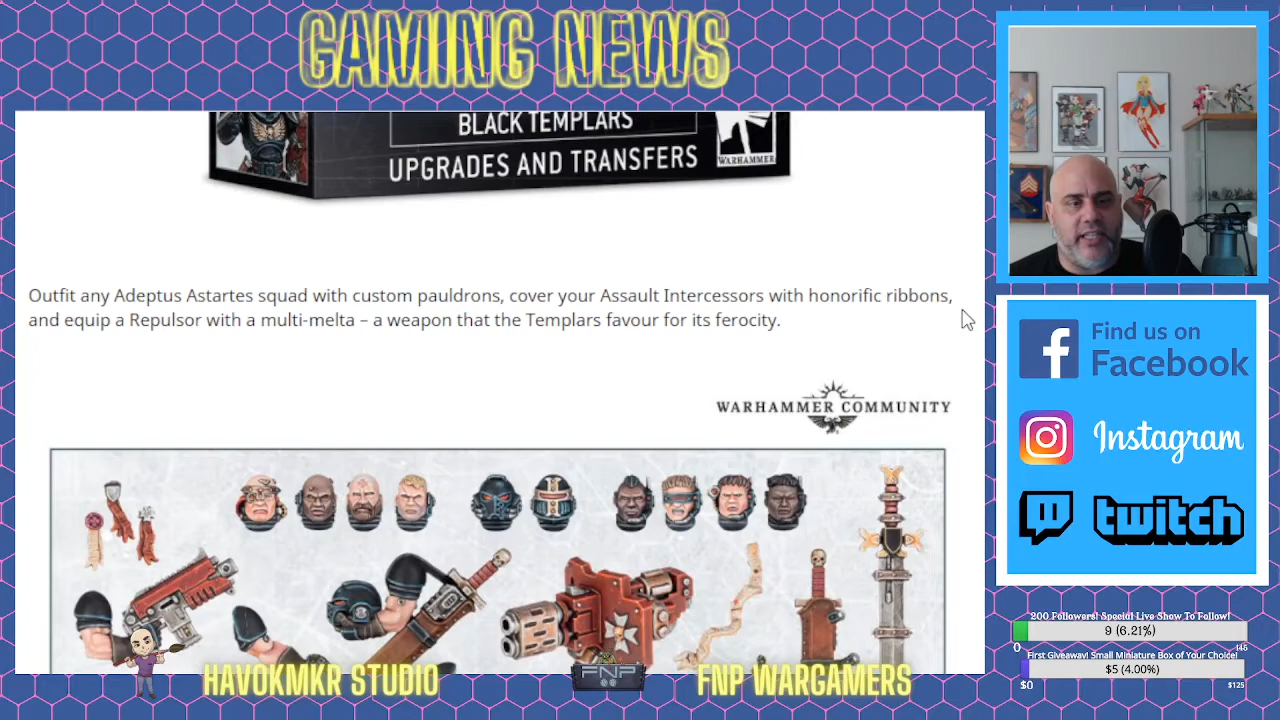 GAMING NEWS
BLACK TEMPLARS
UPGRADES AND TRANSFERS
WARHAMMER
Outfit any Adeptus Astartes squad with custom pauldrons, cover your Assault Intercessors with honorific ribbons,
and equip a Repulsor with a multi-melta – a weapon that the Templars favour for its ferocity.
WARHAMMER COMMUNITY
Find us on
Facebook
Instagram
twitch
200 Followers! Special Live Show To Follow!
9 (6.21%)
0
145
First Giveaway! Small Miniature Box of Your Choice!
$5 (4.00%)
$0
$125
HAVOKMKR STUDIO
FNP
FNP WARGAMERS